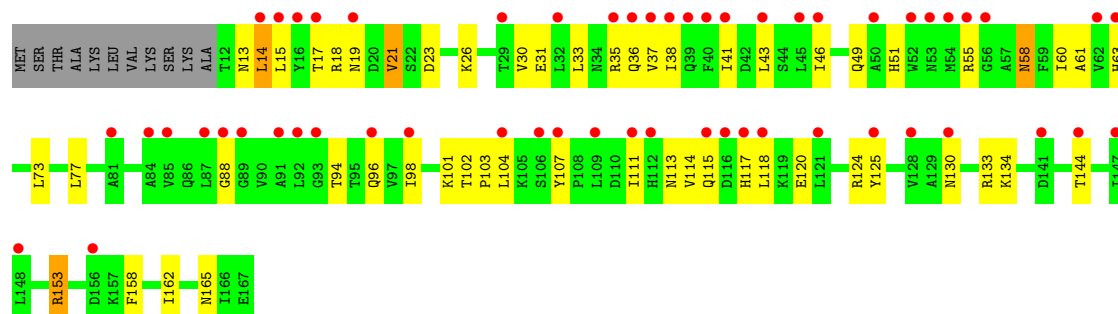 MET SER THR ALA LYS LEU VAL LYS SER LYS ALA T12 N13 L14 L15 Y16 T17 R18 N19 D20 V21 S22 D23 K26 T29 V30 E31 L32 L33 N34 R35 Q36 V37 I38 Q39 F40 I41 D42 L43 S44 L45 I46 Q49 A50 H51 W52 N53 M54 R55 G56 A57 N58 F59 I60 A61 V62 H63
L73 L77 A81 A84 V85 Q86 L87 G88 G89 V90 A91 L92 G93 T94 T95 Q96 V97 I98 K101 T102 P103 L104 K105 S106 Y107 P108 L109 D110 I111 H112 N113 V114 Q115 D116 H117 L118 K119 E120 L121 R124 Y125 V128 A129 N130 R133 K134 D141 T144 I147
L148 R153 D156 K157 F158 I162 N165 I166 E167